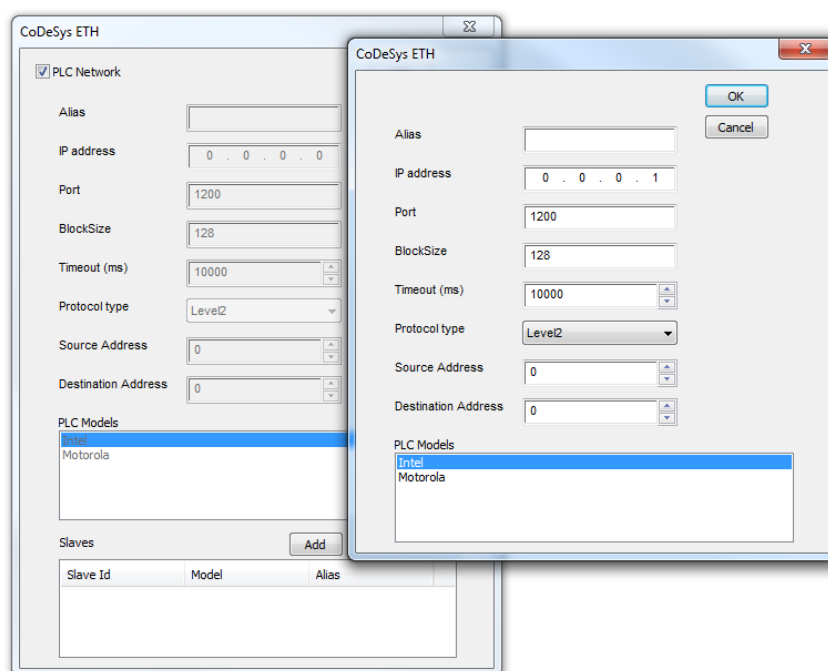 CoDeSys ETH
PLC Network
Alias
IP address
0 . 0 . 0 . 0
Port
1200
BlockSize
128
Timeout (ms)
10000
Protocol type
Level2
Source Address
0
Destination Address
0
PLC Models
Intel
Motorola
Slaves
Add
Slave Id
Model
Alias
CoDeSys ETH
OK
Cancel
Alias
IP address
0 . 0 . 0 . 1
Port
1200
BlockSize
128
Timeout (ms)
10000
Protocol type
Level2
Source Address
0
Destination Address
0
PLC Models
Intel
Motorola